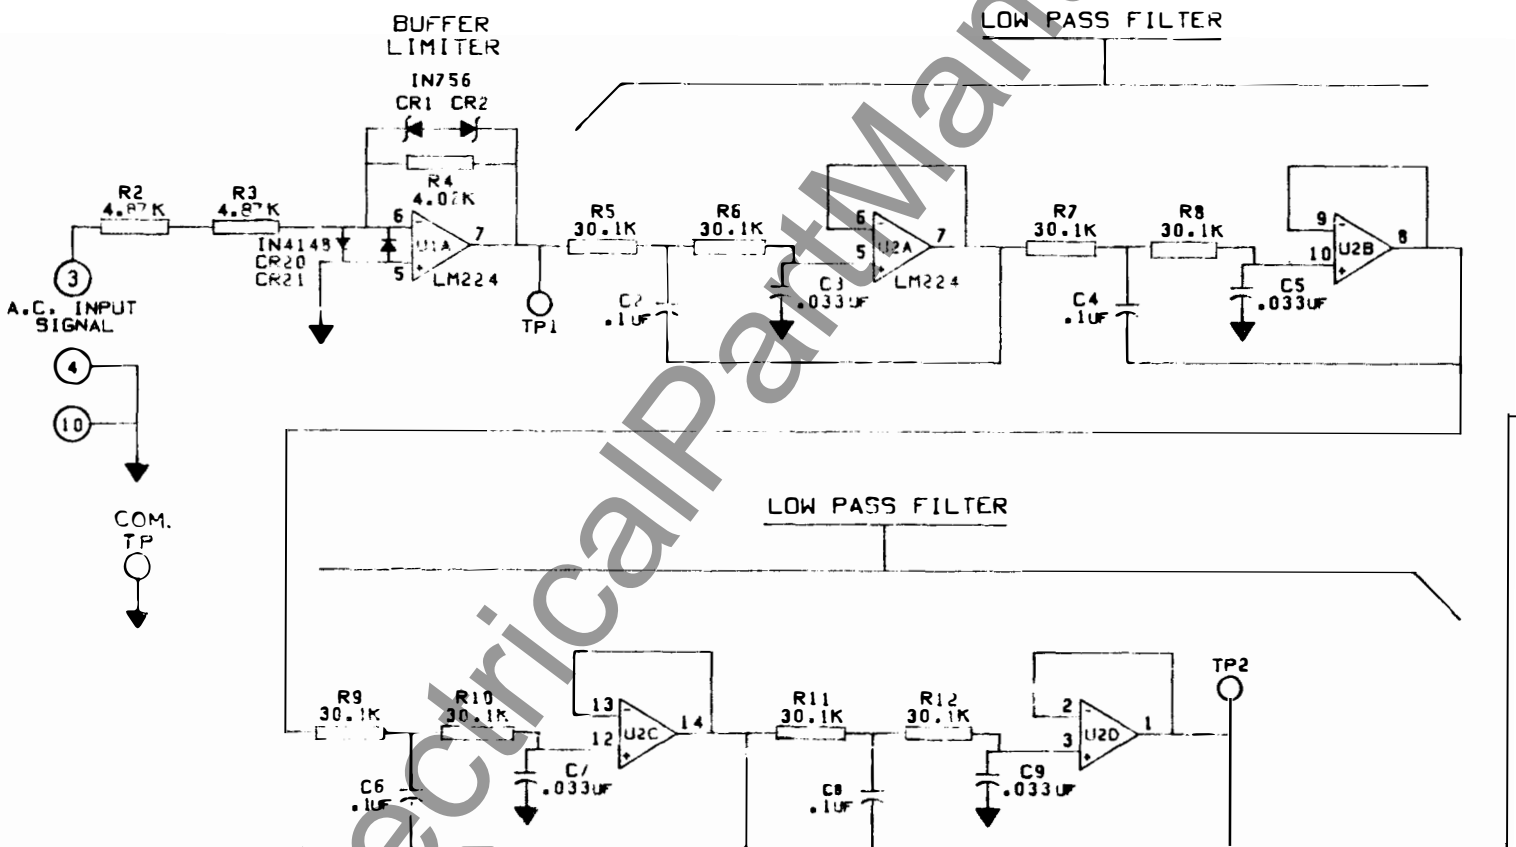 BUFFER
LIMITER
IN756
CR1 CR2
R4
4.02K
LOW PASS FILTER
R2
4.87K
R3
4.87K
3
A.C. INPUT
SIGNAL
4
10
COM.
TP
IN4148
CR20
CR21
6
5
7
U1A
LM224
TP1
R5
30.1K
R6
30.1K
C2
.1UF
C3
.033UF
6
5
7
U2A
LM224
R7
30.1K
R8
30.1K
C4
.1UF
C5
.033UF
9
10
8
U2B
LOW PASS FILTER
R9
30.1K
R10
30.1K
C6
.1UF
C7
.033UF
13
12
14
U2C
R11
30.1K
R12
30.1K
C8
.1UF
C9
.033UF
2
3
1
U2D
TP2
ectricalPartManu